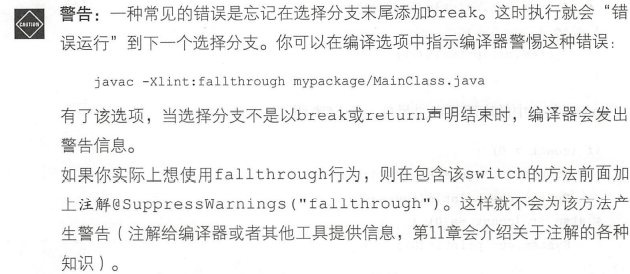 CAUTION
警告：一种常见的错误是忘记在选择分支末尾添加break。这时执行就会“错
误运行”到下一个选择分支。你可以在编译选项中指示编译器警惕这种错误：
javac -Xlint:fallthrough mypackage/MainClass.java
有了该选项，当选择分支不是以break或return声明结束时，编译器会发出
警告信息。
如果你实际上想使用fallthrough行为，则在包含该switch的方法前面加
上注解@SuppressWarnings("fallthrough")。这样就不会为该方法产
生警告（注解给编译器或者其他工具提供信息，第11章会介绍关于注解的各种
知识）。